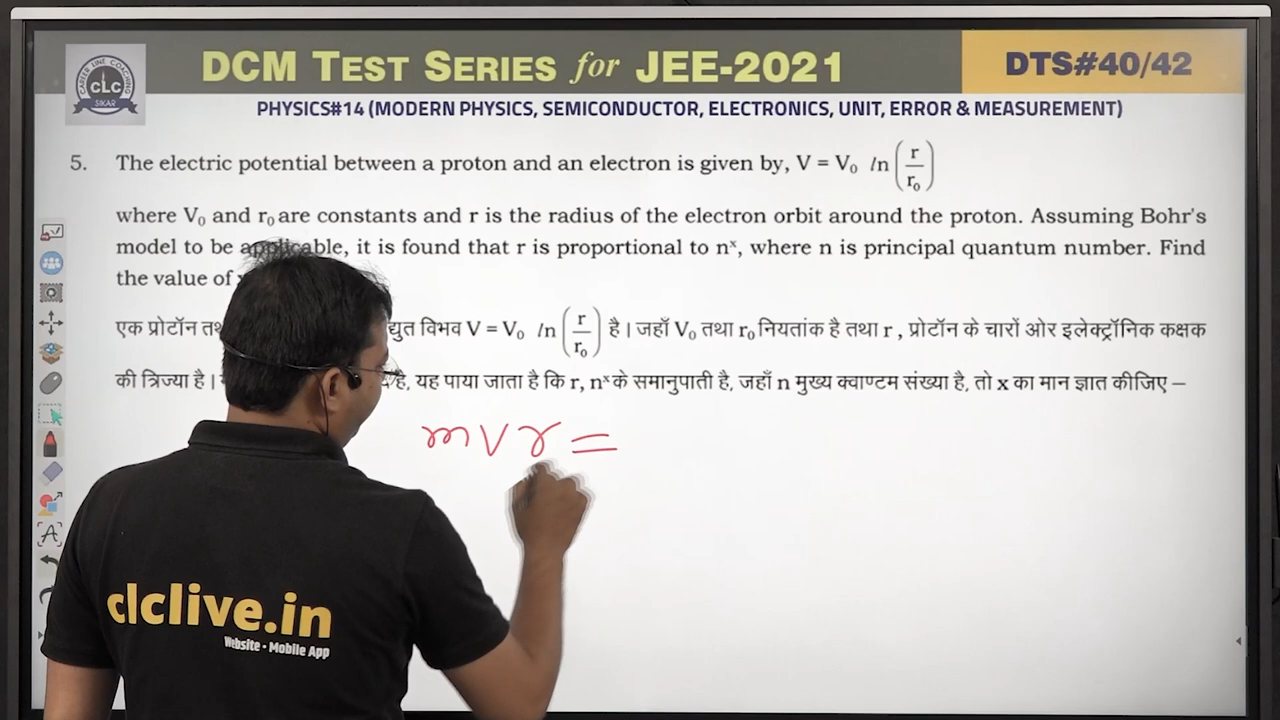 CAREER LINE COACHING
CLC
SIKAR
DCM TEST SERIES for JEE-2021
DTS#40/42
PHYSICS#14 (MODERN PHYSICS, SEMICONDUCTOR, ELECTRONICS, UNIT, ERROR & MEASUREMENT)
5. The electric potential between a proton and an electron is given by, V = V₀ ln(r/r₀)
where V₀ and r₀ are constants and r is the radius of the electron orbit around the proton. Assuming Bohr's
model to be applicable, it is found that r is proportional to nˣ, where n is principal quantum number. Find
the value of
एक प्रोटॉन विभव V = V₀ ln(r/r₀) है। जहाँ V₀ तथा r₀ नियतांक है तथा r, प्रोटॉन के चारों ओर इलेक्ट्रॉनिक कक्षक
की त्रिज्या है। है, यह पाया जाता है कि r, nˣ के समानुपाती है, जहाँ n मुख्य क्वाण्टम संख्या है, तो x का मान ज्ञात कीजिए –
mvr =
clclive.in
Website - Mobile App